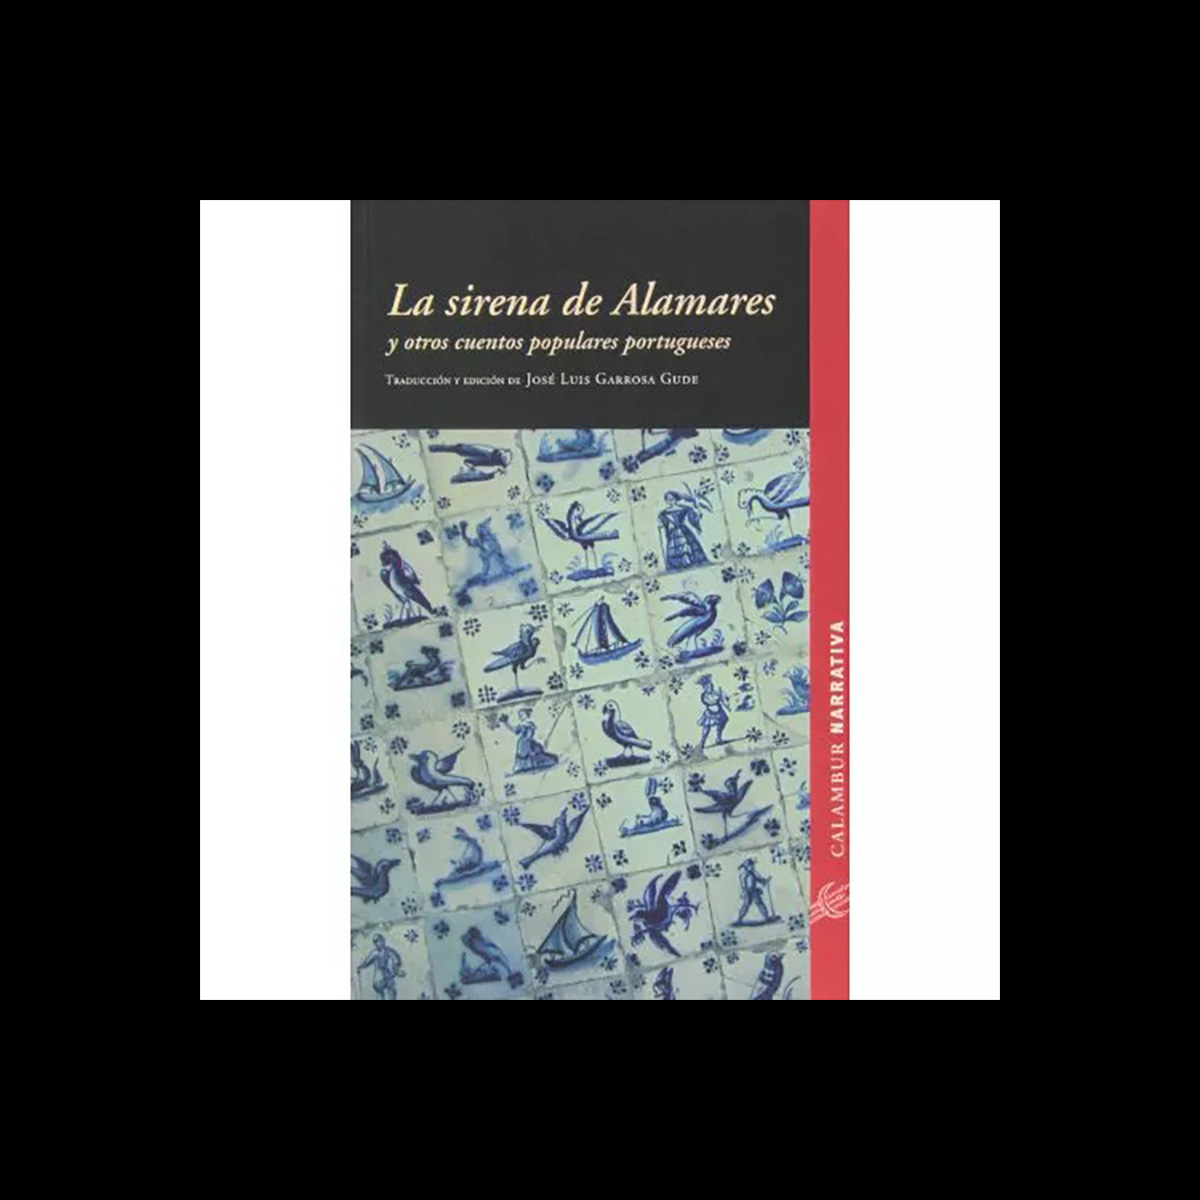 La sirena de Alamares
y otros cuentos populares portugueses
Traducción y edición de José Luis Garrosa Gude
CALAMBUR NARRATIVA